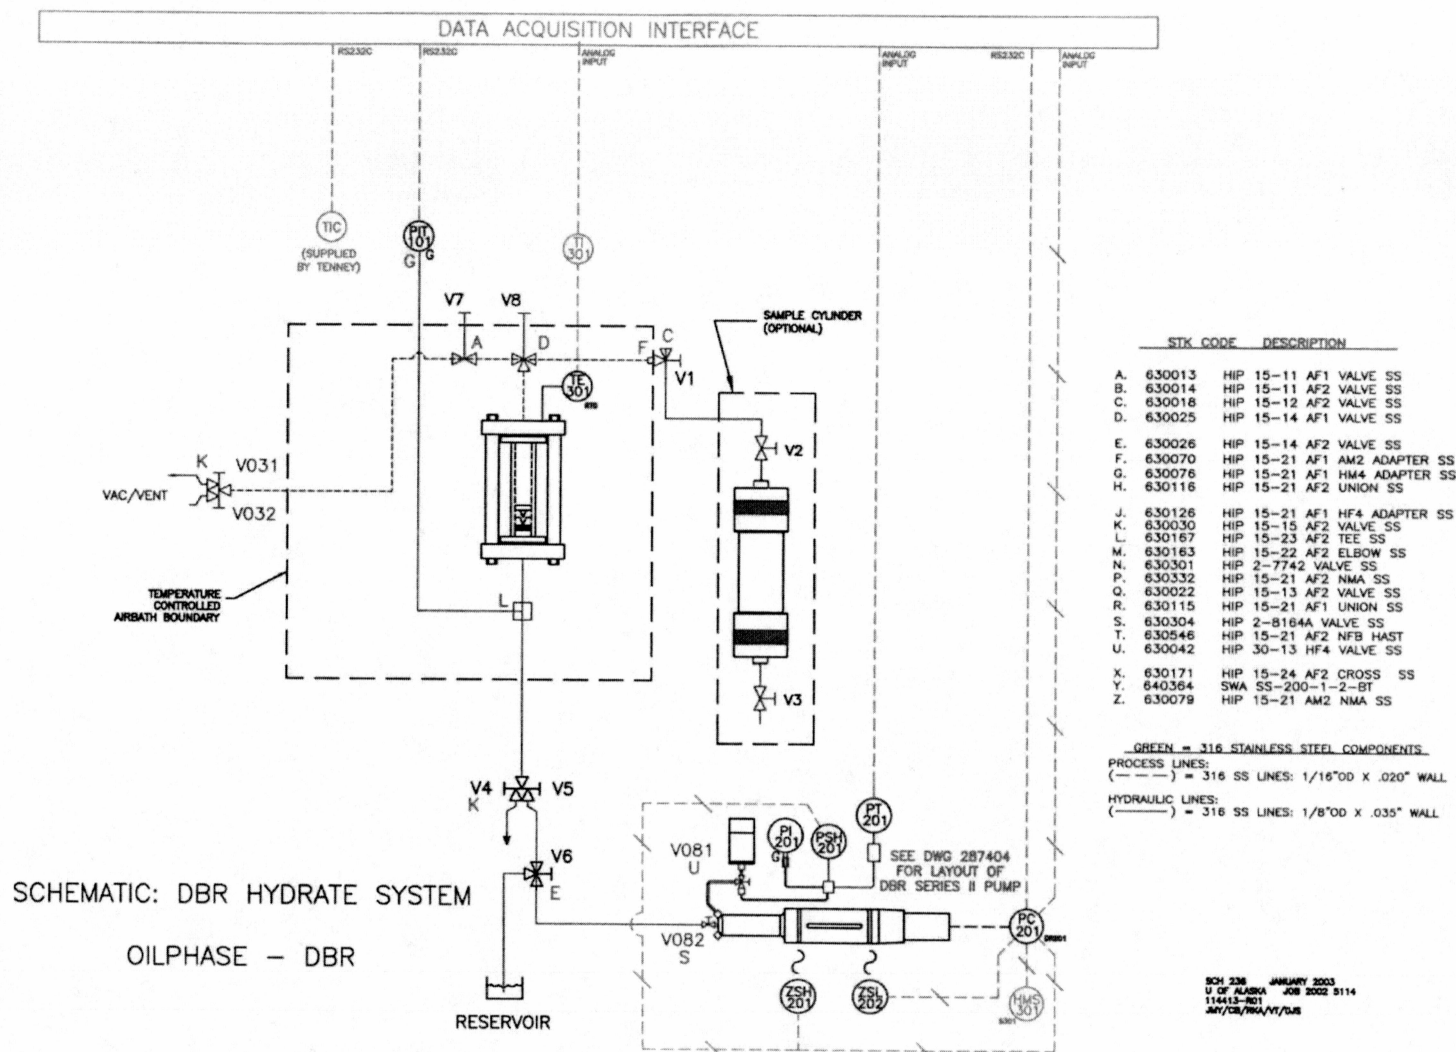 DATA ACQUISITION INTERFACE
RS232C
RS232C
ANALOG
INPUT
ANALOG
INPUT
RS232C
ANALOG
INPUT
TIC
(SUPPLIED
BY TENNEY)
PIT
101
G
G
TI
301
V7
V8
A
D
F
C
V1
SAMPLE CYLINDER
(OPTIONAL)
TE
301
RTD
V2
K
V031
VAC/VENT
V032
TEMPERATURE
CONTROLLED
AIRBATH BOUNDARY
L
V3
STK CODE DESCRIPTION
A. 630013 HIP 15-11 AF1 VALVE SS
B. 630014 HIP 15-11 AF2 VALVE SS
C. 630018 HIP 15-12 AF2 VALVE SS
D. 630025 HIP 15-14 AF1 VALVE SS
E. 630026 HIP 15-14 AF2 VALVE SS
F. 630070 HIP 15-21 AF1 AM2 ADAPTER SS
G. 630076 HIP 15-21 AF1 HM4 ADAPTER SS
H. 630116 HIP 15-21 AF2 UNION SS
J. 630126 HIP 15-21 AF1 HF4 ADAPTER SS
K. 630030 HIP 15-15 AF2 VALVE SS
L. 630167 HIP 15-23 AF2 TEE SS
M. 630163 HIP 15-22 AF2 ELBOW SS
N. 630301 HIP 2-7742 VALVE SS
P. 630332 HIP 15-21 AF2 NMA SS
Q. 630022 HIP 15-13 AF2 VALVE SS
R. 630115 HIP 15-21 AF1 UNION SS
S. 630304 HIP 2-8164A VALVE SS
T. 630546 HIP 15-21 AF2 NFB HAST
U. 630042 HIP 30-13 HF4 VALVE SS
X. 630171 HIP 15-24 AF2 CROSS SS
Y. 640364 SWA SS-200-1-2-BT
Z. 630079 HIP 15-21 AM2 NMA SS
GREEN = 316 STAINLESS STEEL COMPONENTS
PROCESS LINES:
(-----) = 316 SS LINES: 1/16"OD X .020" WALL
HYDRAULIC LINES:
(———) = 316 SS LINES: 1/8"OD X .035" WALL
V4
V5
K
V6
E
V081
U
PI
201
G
PSH
201
PT
201
SEE DWG 287404
FOR LAYOUT OF
DBR SERIES II PUMP
V082
S
PC
201
ZSH
201
ZSL
202
HMS
301
RESERVOIR
SCHEMATIC: DBR HYDRATE SYSTEM
OILPHASE - DBR
SCH 236 JANUARY 2003
U OF ALASKA JOB 2002 5114
114413-R01